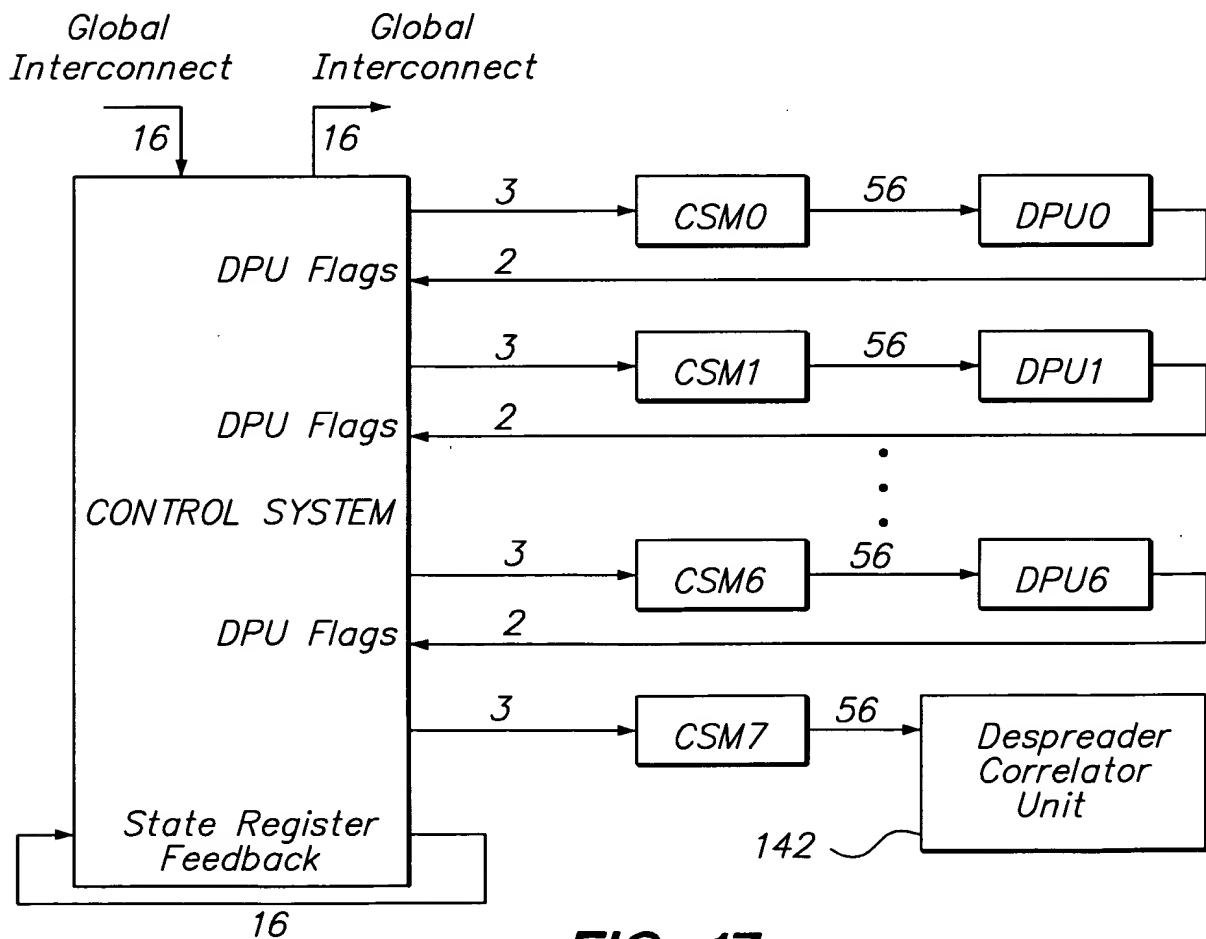 Global
Interconnect
Global
Interconnect
16
16
3
CSM0
56
DPU0
DPU Flags
2
3
CSM1
56
DPU1
DPU Flags
2
CONTROL SYSTEM
3
CSM6
56
DPU6
DPU Flags
2
3
CSM7
56
Despreader
Correlator
Unit
State Register
Feedback
142
16